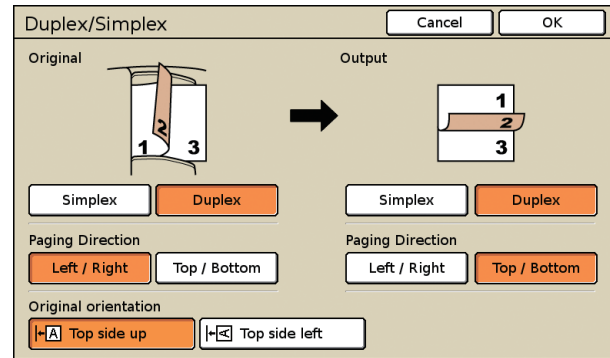 Duplex/Simplex
Cancel
OK
Original
Output
1
2
3
1
2
3
Simplex
Duplex
Simplex
Duplex
Paging Direction
Paging Direction
Left / Right
Top / Bottom
Left / Right
Top / Bottom
Original orientation
A Top side up
A Top side left